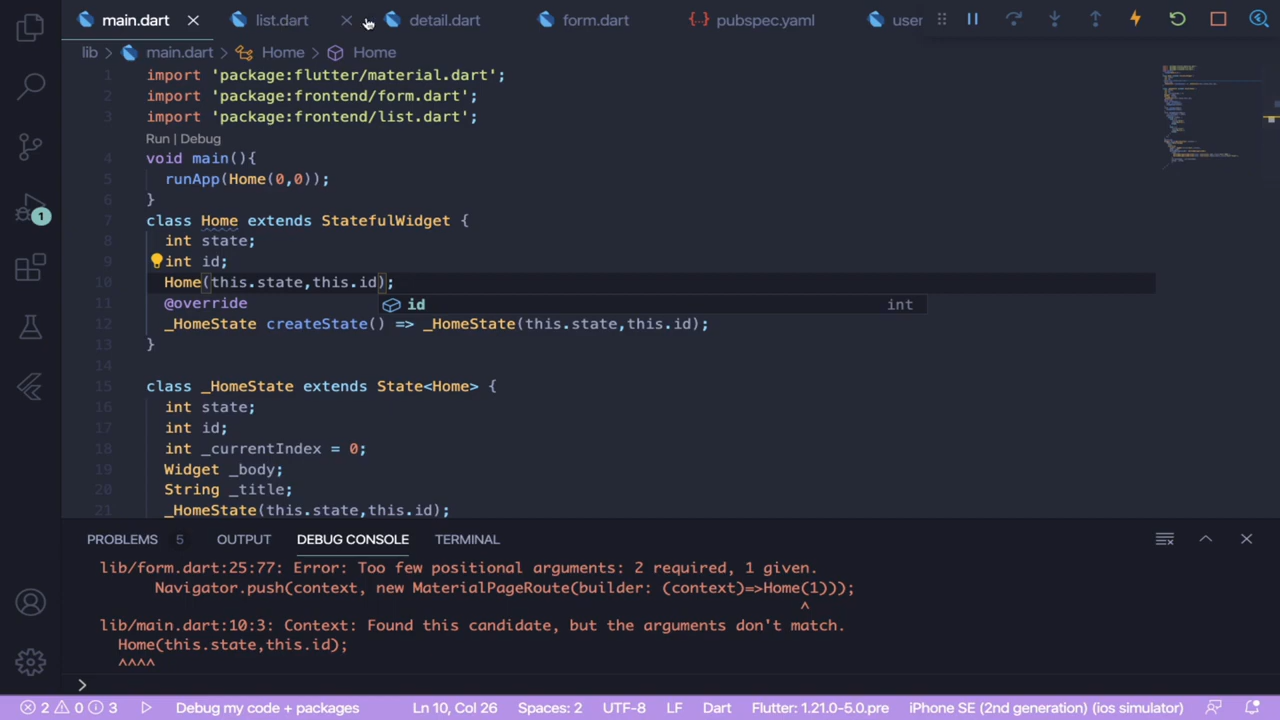 main.dart
list.dart
detail.dart
form.dart
pubspec.yaml
user
lib > main.dart > Home > Home
1 import 'package:flutter/material.dart';
2 import 'package:frontend/form.dart';
3 import 'package:frontend/list.dart';
Run | Debug
4 void main(){
5 runApp(Home(0,0));
6 }
7 class Home extends StatefulWidget {
8 int state;
9 int id;
10 Home(this.state,this.id);
11 @override
id int
12 _HomeState createState() => _HomeState(this.state,this.id);
13 }
14
15 class _HomeState extends State<Home> {
16 int state;
17 int id;
18 int _currentIndex = 0;
19 Widget _body;
20 String _title;
21 _HomeState(this.state,this.id);
1
PROBLEMS 5 OUTPUT DEBUG CONSOLE TERMINAL
lib/form.dart:25:77: Error: Too few positional arguments: 2 required, 1 given.
Navigator.push(context, new MaterialPageRoute(builder: (context)=>Home(1)));
^
lib/main.dart:10:3: Context: Found this candidate, but the arguments don't match.
Home(this.state,this.id);
^^^^
>
2 0 3 Debug my code + packages Ln 10, Col 26 Spaces: 2 UTF-8 LF Dart Flutter: 1.21.0-5.0.pre iPhone SE (2nd generation) (ios simulator)